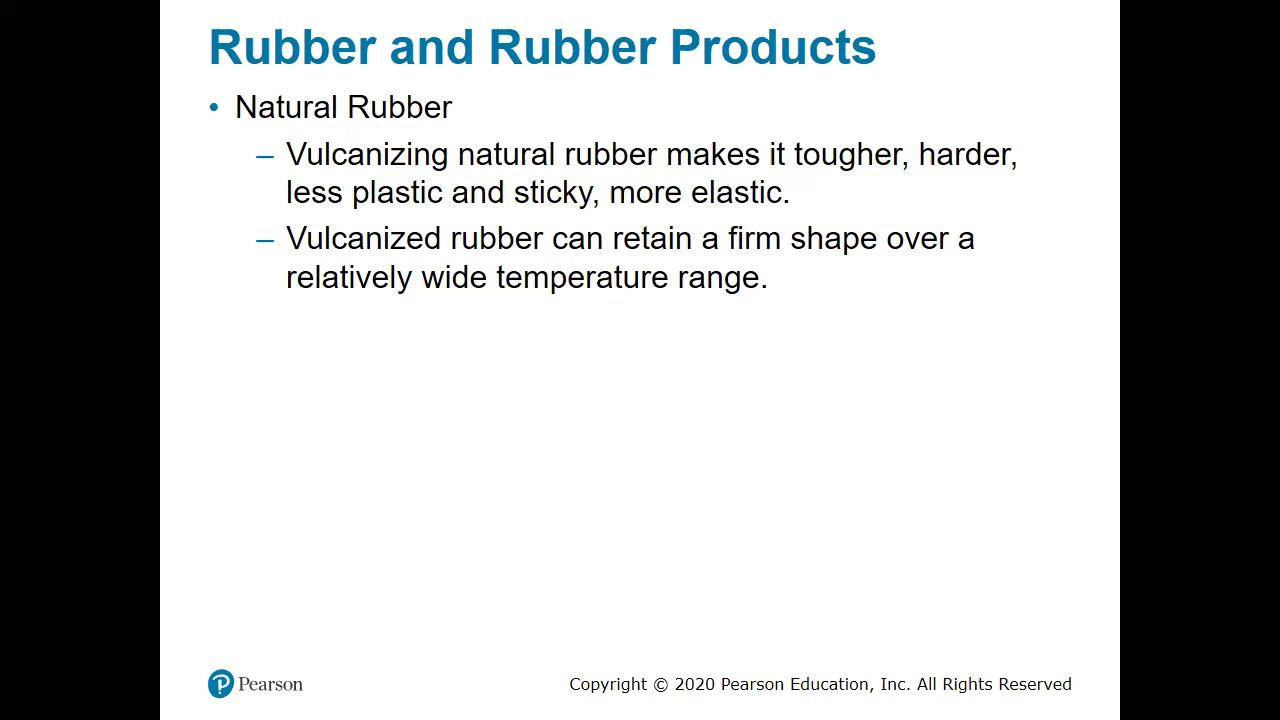 Rubber and Rubber Products
• Natural Rubber
– Vulcanizing natural rubber makes it tougher, harder,
less plastic and sticky, more elastic.
– Vulcanized rubber can retain a firm shape over a
relatively wide temperature range.
Pearson
Copyright © 2020 Pearson Education, Inc. All Rights Reserved